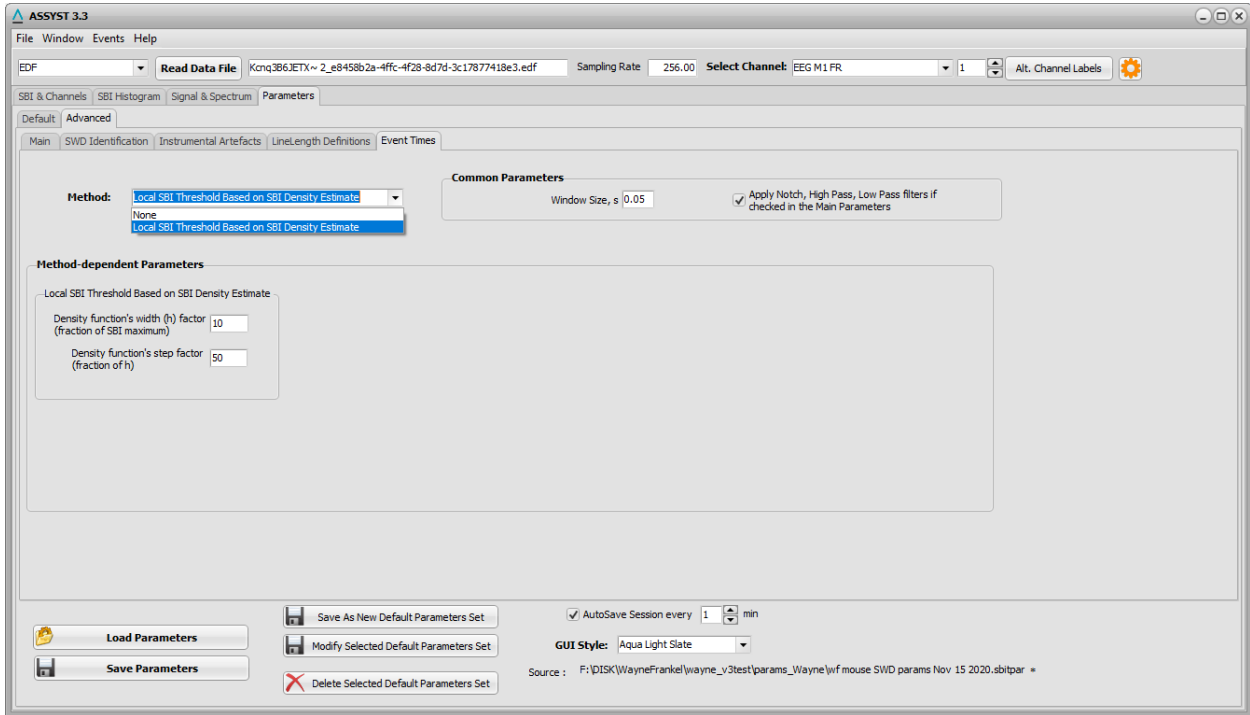 ASSYST 3.3
File Window Events Help
EDF Read Data File Kcnq3B6JETX~ 2_e8458b2a-4ffc-4f28-8d7d-3c17877418e3.edf Sampling Rate 256.00 Select Channel: EEG M1 FR 1 Alt. Channel Labels
SBI & Channels SBI Histogram Signal & Spectrum Parameters
Default Advanced
Main SWD Identification Instrumental Artefacts LineLength Definitions Event Times
Method: Local SBI Threshold Based on SBI Density Estimate
None
Local SBI Threshold Based on SBI Density Estimate
Common Parameters
Window Size, s 0.05
Apply Notch, High Pass, Low Pass filters if
checked in the Main Parameters
Method-dependent Parameters
Local SBI Threshold Based on SBI Density Estimate
Density function's width (h) factor
(fraction of SBI maximum)
10
Density function's step factor
(fraction of h)
50
Load Parameters
Save Parameters
Save As New Default Parameters Set
Modify Selected Default Parameters Set
Delete Selected Default Parameters Set
AutoSave Session every 1 min
GUI Style: Aqua Light Slate
Source : F:\DISK\WayneFrankel\wayne_v3test\params_Wayne\wf mouse SWD params Nov 15 2020.sbitpar *